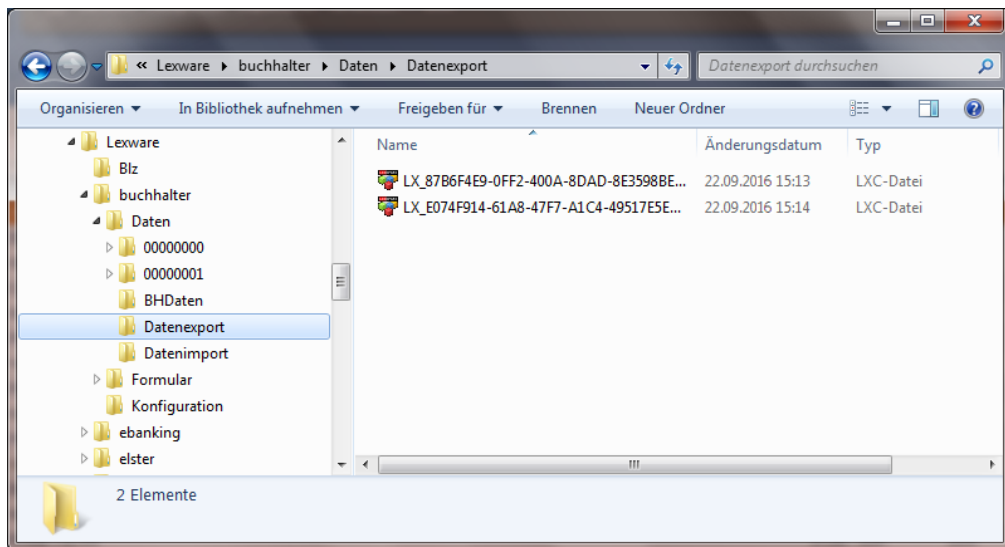 « Lexware ▸ buchhalter ▸ Daten ▸ Datenexport
Datenexport durchsuchen
Organisieren In Bibliothek aufnehmen Freigeben für Brennen Neuer Ordner
Lexware
Blz
buchhalter
Daten
00000000
00000001
BHDaten
Datenexport
Datenimport
Formular
Konfiguration
ebanking
elster
Name Änderungsdatum Typ
LX_87B6F4E9-0FF2-400A-8DAD-8E3598BE... 22.09.2016 15:13 LXC-Datei
LX_E074F914-61A8-47F7-A1C4-49517E5E... 22.09.2016 15:14 LXC-Datei
2 Elemente